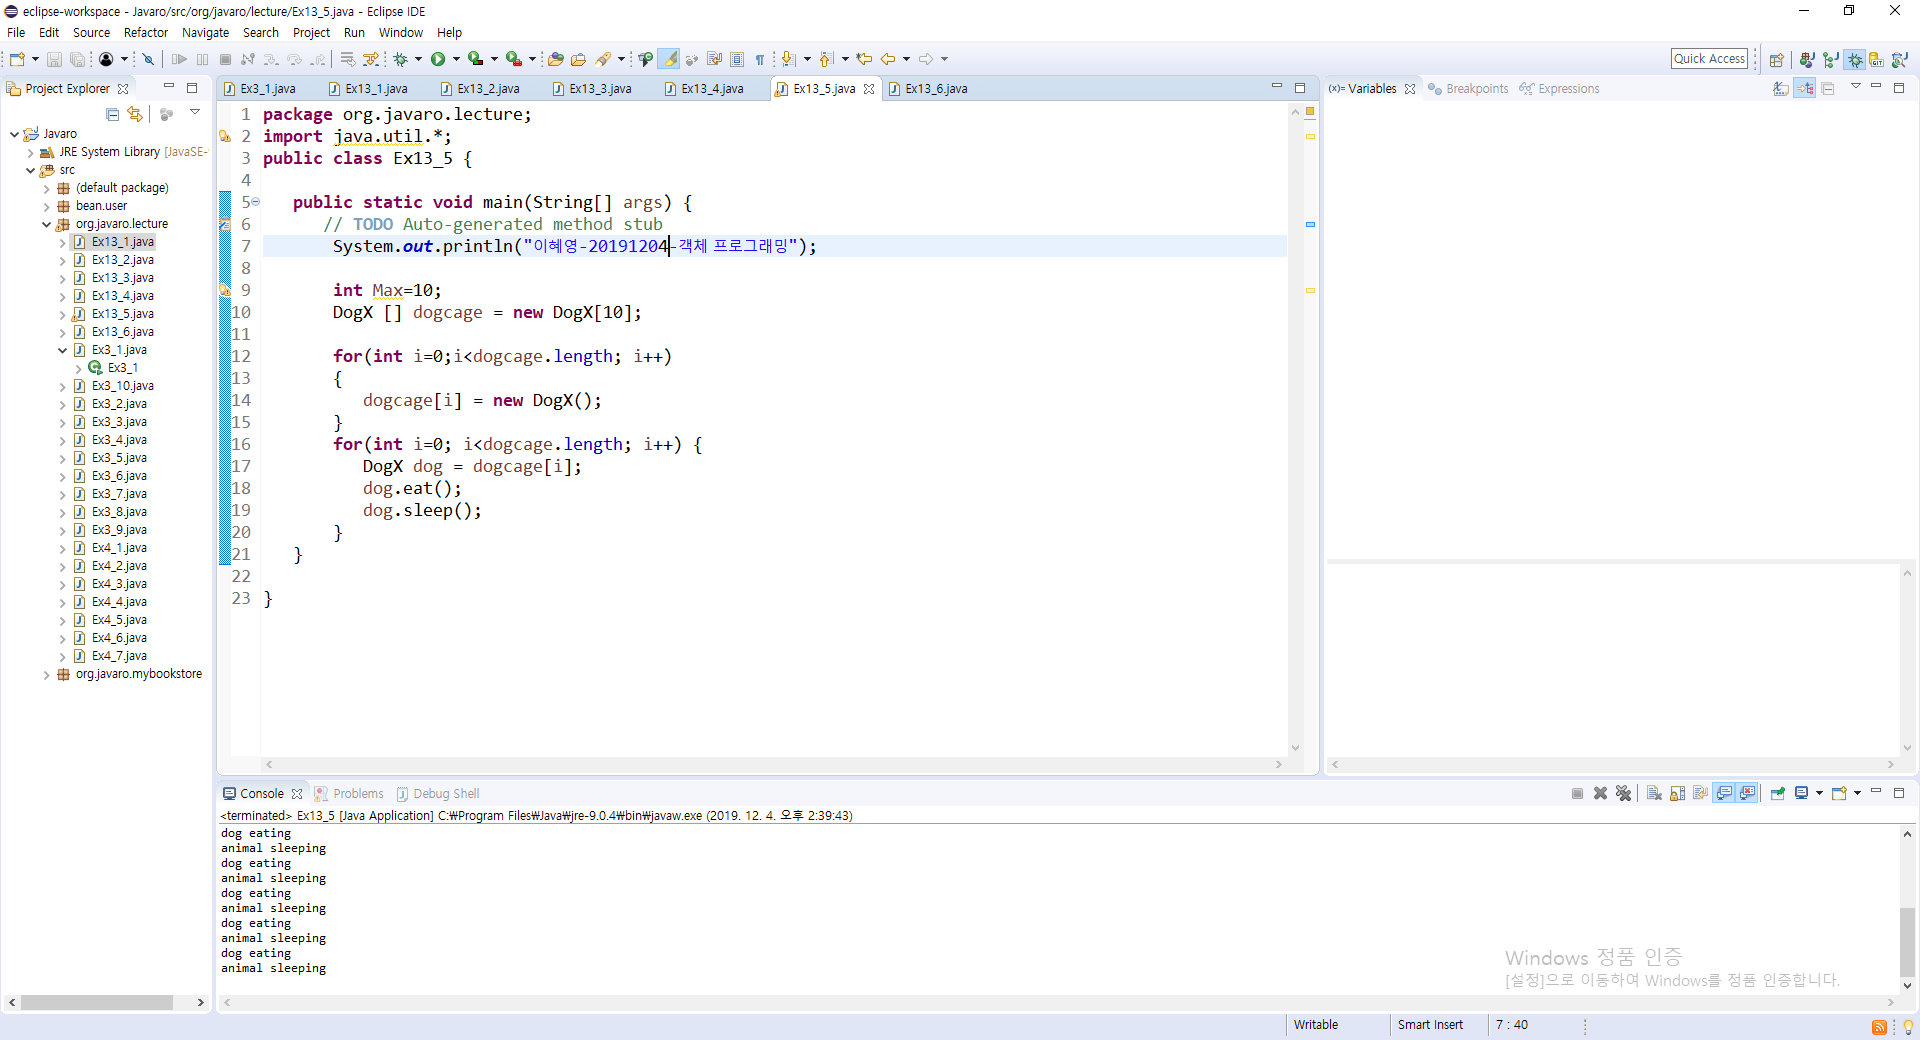 eclipse-workspace - Javaro/src/org/javaro/lecture/Ex13_5.java - Eclipse IDE
File Edit Source Refactor Navigate Search Project Run Window Help
Quick Access
Project Explorer
Javaro
JRE System Library [JavaSE-
src
(default package)
bean.user
org.javaro.lecture
Ex13_1.java
Ex13_2.java
Ex13_3.java
Ex13_4.java
Ex13_5.java
Ex13_6.java
Ex3_1.java
Ex3_1
Ex3_10.java
Ex3_2.java
Ex3_3.java
Ex3_4.java
Ex3_5.java
Ex3_6.java
Ex3_7.java
Ex3_8.java
Ex3_9.java
Ex4_1.java
Ex4_2.java
Ex4_3.java
Ex4_4.java
Ex4_5.java
Ex4_6.java
Ex4_7.java
org.javaro.mybookstore
Ex3_1.java Ex13_1.java Ex13_2.java Ex13_3.java Ex13_4.java Ex13_5.java Ex13_6.java
1 package org.javaro.lecture;
2 import java.util.*;
3 public class Ex13_5 {
4
5 public static void main(String[] args) {
6 // TODO Auto-generated method stub
7 System.out.println("이혜영-20191204-객체 프로그래밍");
8
9 int Max=10;
10 DogX [] dogcage = new DogX[10];
11
12 for(int i=0;i<dogcage.length; i++)
13 {
14 dogcage[i] = new DogX();
15 }
16 for(int i=0; i<dogcage.length; i++) {
17 DogX dog = dogcage[i];
18 dog.eat();
19 dog.sleep();
20 }
21 }
22
23 }
(x)= Variables Breakpoints Expressions
Console Problems Debug Shell
<terminated> Ex13_5 [Java Application] C:₩Program Files₩Java₩jre-9.0.4₩bin₩javaw.exe (2019. 12. 4. 오후 2:39:43)
dog eating
animal sleeping
dog eating
animal sleeping
dog eating
animal sleeping
dog eating
animal sleeping
dog eating
animal sleeping
Windows 정품 인증
[설정]으로 이동하여 Windows를 정품 인증합니다.
Writable Smart Insert 7 : 40